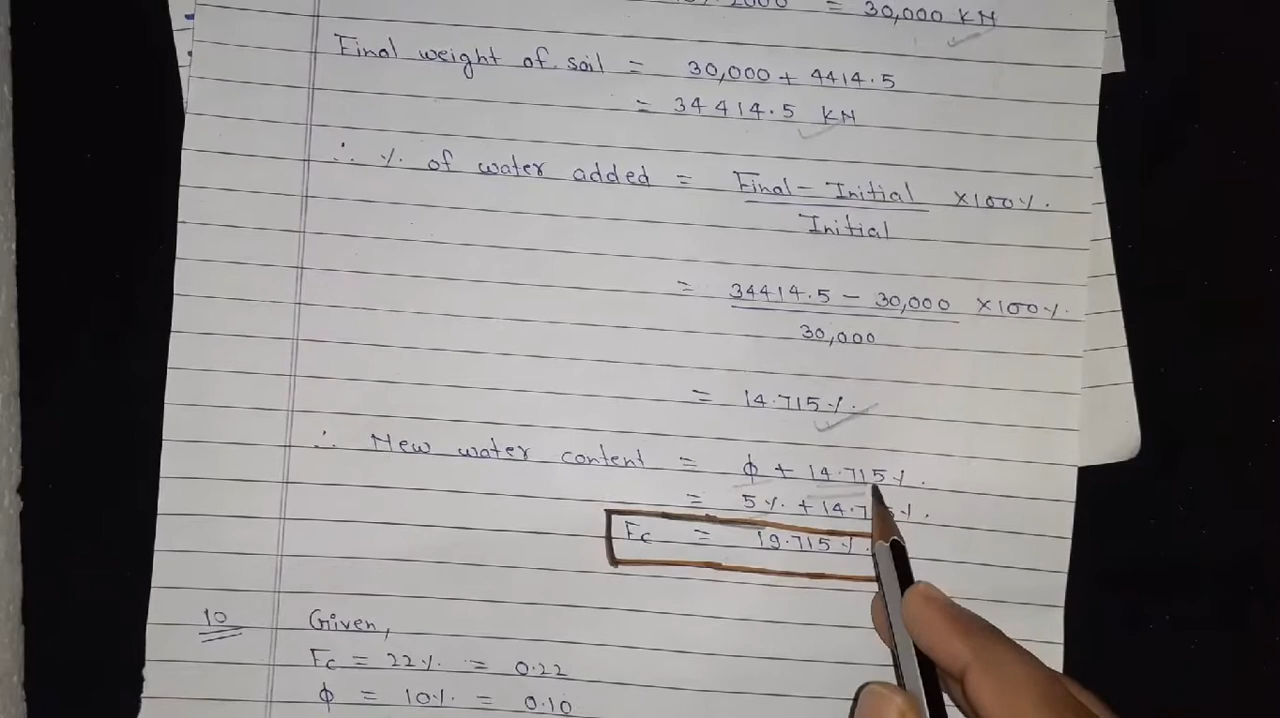 = 30,000 KN
Final weight of soil = 30,000 + 4414.5
= 34414.5 KN
∴ % of water added = Final - Initial ×100%.
Initial
= 34414.5 - 30,000 ×100%.
30,000
= 14.715%.
∴ New water content = ϕ + 14.715%.
= 5%. + 14.7 5%.
Fc = 19.715%.
10 Given,
Fc = 22%. = 0.22
ϕ = 10%. = 0.10